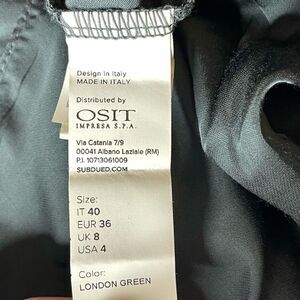 Design in Italy
MADE IN ITALY
Distributed by
OSIT
IMPRESA S.P.A.
Via Catania 7/9
00041 Albano Laziale (RM)
P.I. 10713061009
SUBDUED.COM
Size:
IT 40
EUR 36
UK 8
USA 4
Color:
LONDON GREEN